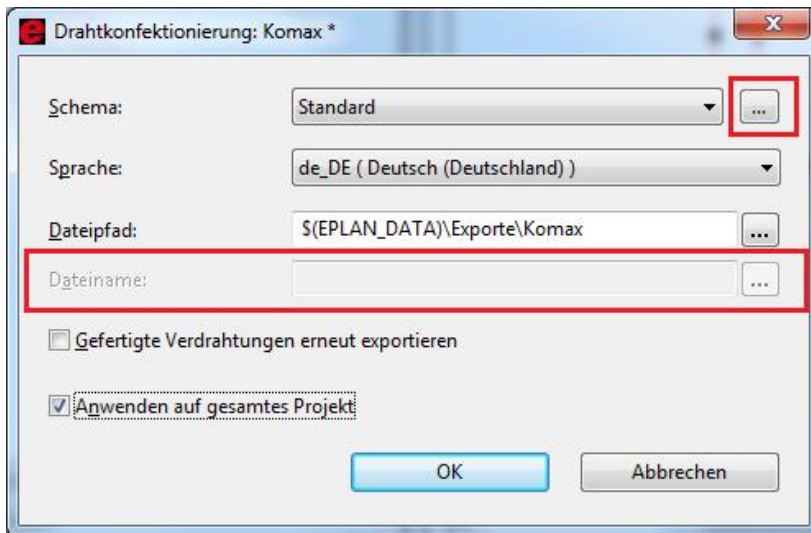 Drahtkonfektionierung: Komax *
Schema: Standard ...
Sprache: de_DE ( Deutsch (Deutschland) )
Dateipfad: $(EPLAN_DATA)\Exporte\Komax ...
Dateiname: ...
Gefertigte Verdrahtungen erneut exportieren
Anwenden auf gesamtes Projekt
OK Abbrechen